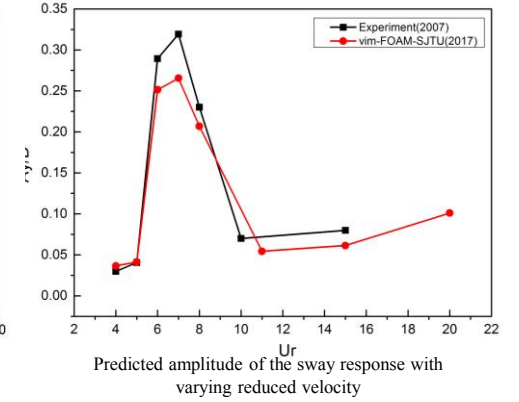 0.35
0.30
0.25
0.20
0.15
0.10
0.05
0.00
Experiment(2007)
vim-FOAM-SJTU(2017)
0
2 4 6 8 10 12 14 16 18 20 22
Ur
Predicted amplitude of the sway response with
varying reduced velocity